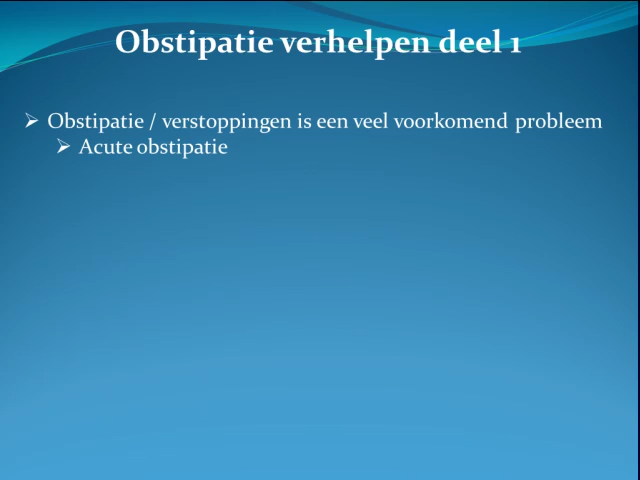 Obstipatie verhelpen deel 1
Obstipatie / verstoppingen is een veel voorkomend probleem
Acute obstipatie